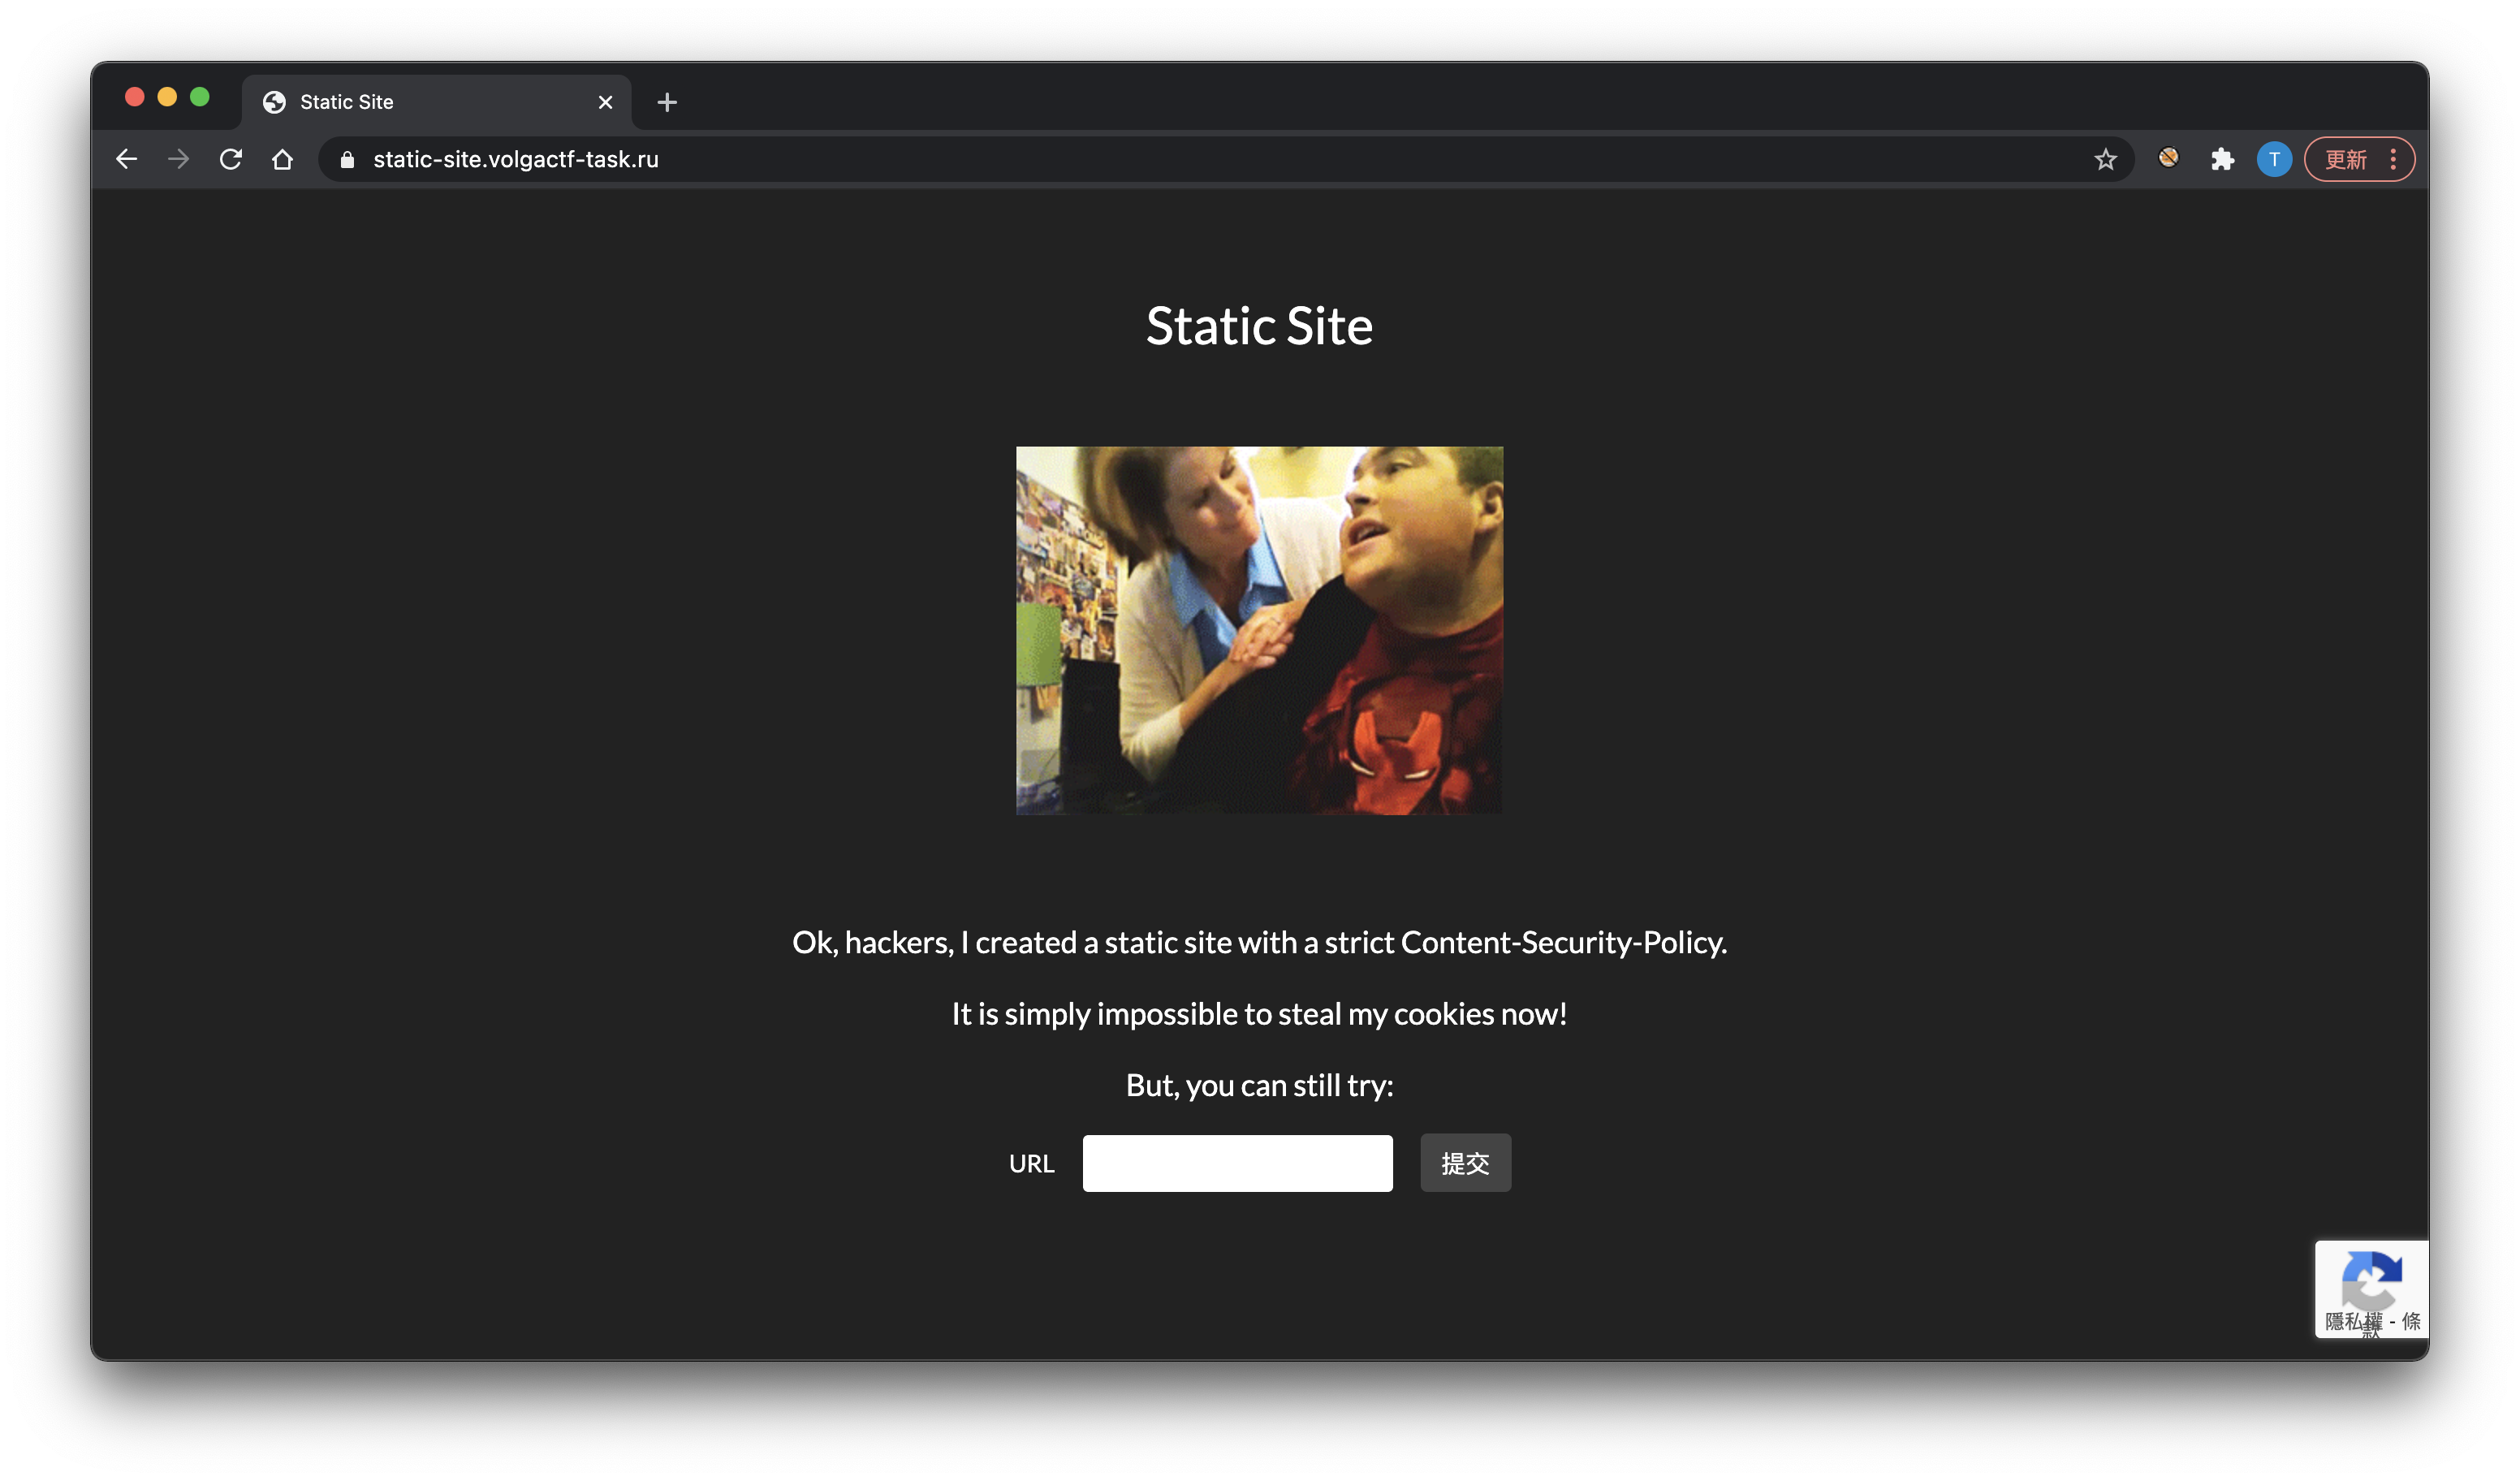 Static Site
static-site.volgactf-task.ru
T
更新
Static Site
Ok, hackers, I created a static site with a strict Content-Security-Policy.
It is simply impossible to steal my cookies now!
But, you can still try:
URL
提交
隱私權 - 條
款